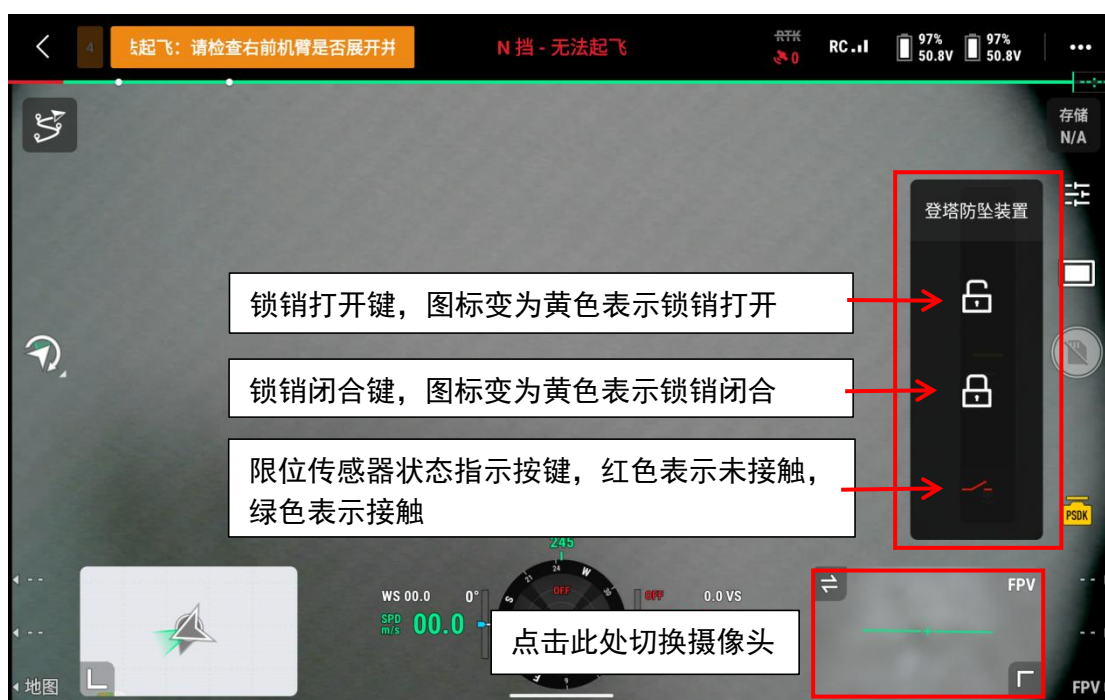 4
法起飞：请检查右前机臂是否展开并
N 挡 - 无法起飞
RTK
0
RC
97%
50.8V
97%
50.8V
存储
N/A
登塔防坠装置
锁销打开键，图标变为黄色表示锁销打开
锁销闭合键，图标变为黄色表示锁销闭合
限位传感器状态指示按键，红色表示未接触，
绿色表示接触
PSDK
245
24
W
21
S
OFF
WS 00.0
0°
OFF
0.0 VS
SPD
m/s
00.0
点击此处切换摄像头
FPV
地图
FPV